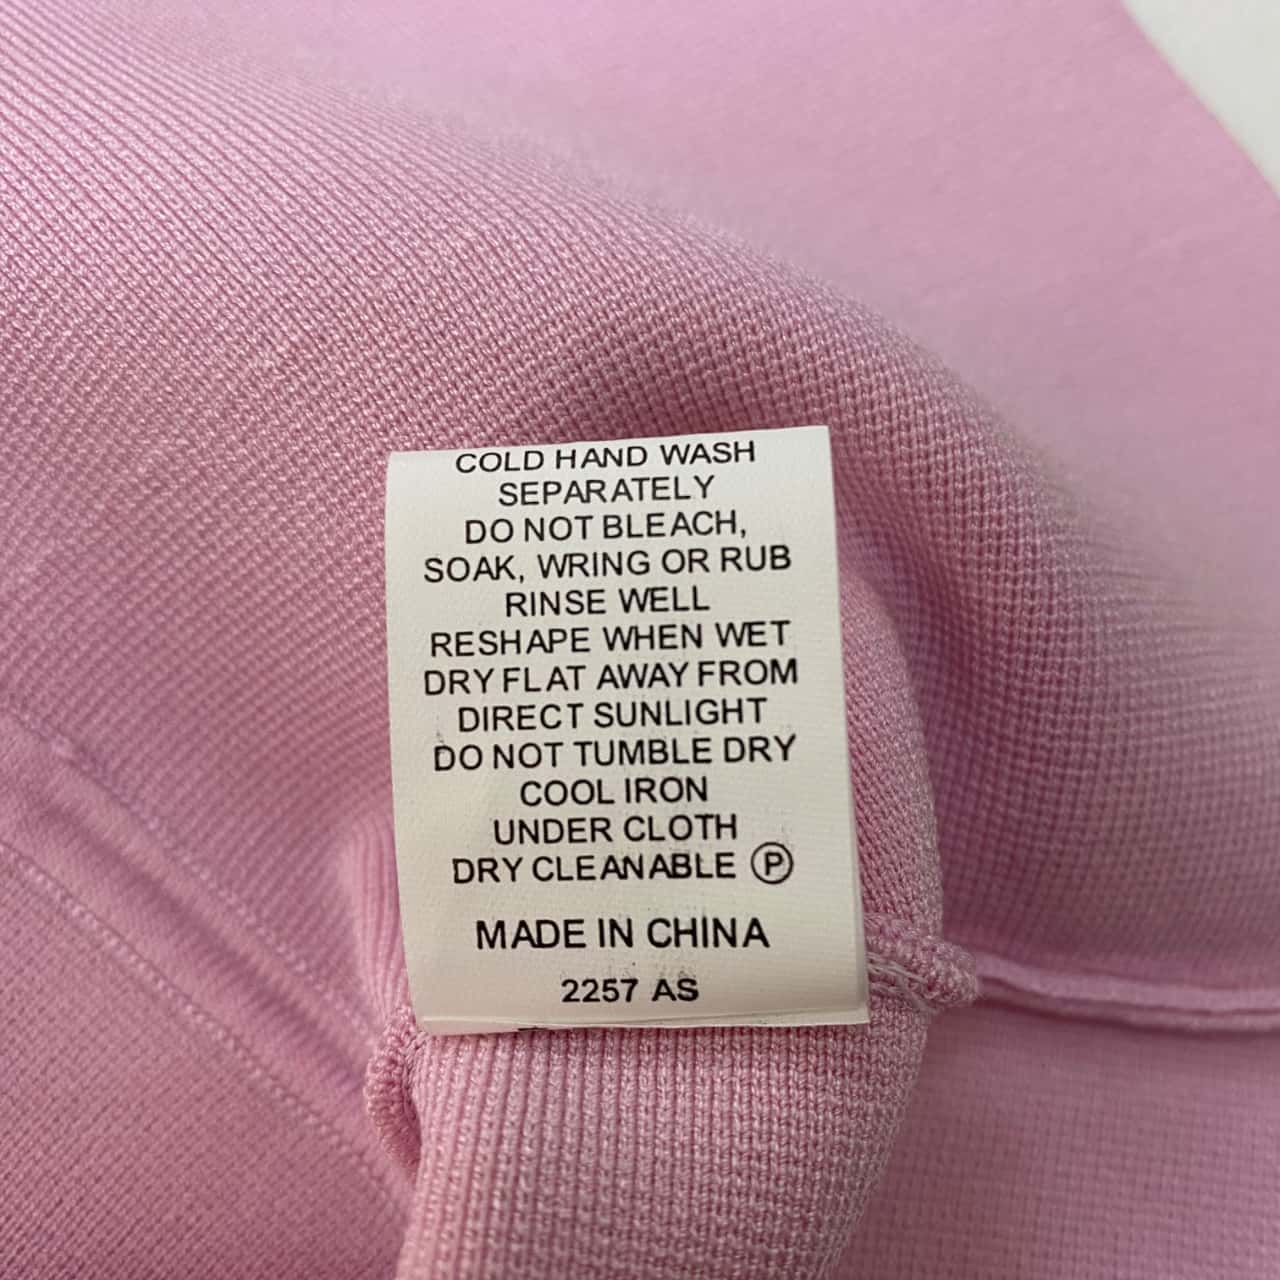 COLD HAND WASH
SEPARATELY
DO NOT BLEACH,
SOAK, WRING OR RUB
RINSE WELL
RESHAPE WHEN WET
DRY FLAT AWAY FROM
DIRECT SUNLIGHT
DO NOT TUMBLE DRY
COOL IRON
UNDER CLOTH
DRY CLEANABLE Ⓟ
MADE IN CHINA
2257 AS